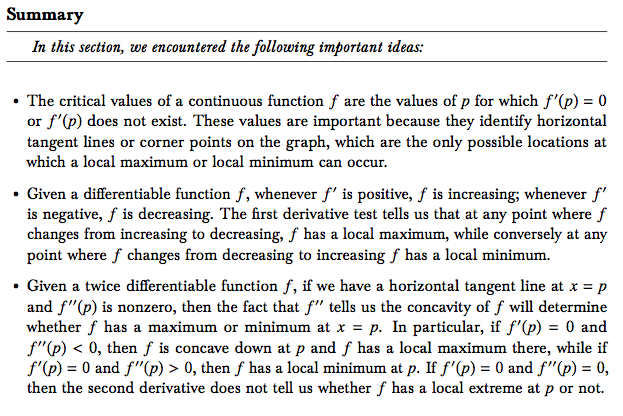 Summary
In this section, we encountered the following important ideas:
• The critical values of a continuous function f are the values of p for which f′(p) = 0
or f′(p) does not exist. These values are important because they identify horizontal
tangent lines or corner points on the graph, which are the only possible locations at
which a local maximum or local minimum can occur.
• Given a differentiable function f, whenever f′ is positive, f is increasing; whenever f′
is negative, f is decreasing. The first derivative test tells us that at any point where f
changes from increasing to decreasing, f has a local maximum, while conversely at any
point where f changes from decreasing to increasing f has a local minimum.
• Given a twice differentiable function f, if we have a horizontal tangent line at x = p
and f″(p) is nonzero, then the fact that f″ tells us the concavity of f will determine
whether f has a maximum or minimum at x = p. In particular, if f′(p) = 0 and
f″(p) < 0, then f is concave down at p and f has a local maximum there, while if
f′(p) = 0 and f″(p) > 0, then f has a local minimum at p. If f′(p) = 0 and f″(p) = 0,
then the second derivative does not tell us whether f has a local extreme at p or not.